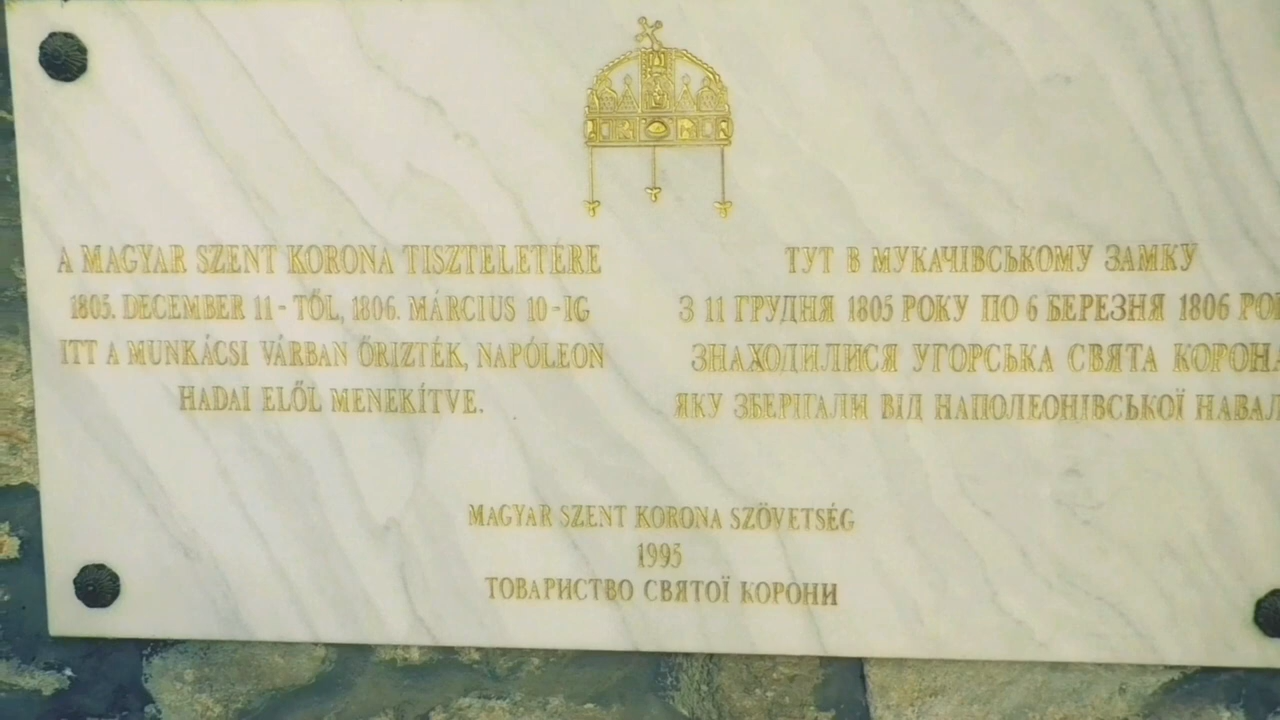 A MAGYAR SZENT KORONA TISZTELETÉRE
1805. DECEMBER 11 - TŐL, 1806. MÁRCIUS 10 - IG
ITT A MUNKÁCSI VÁRBAN ŐRIZTÉK, NAPÓLEON
HADAI ELŐL MENEKÍTVE.
ТУТ В МУКАЧІВСЬКОМУ ЗАМКУ
З 11 ГРУДНЯ 1805 РОКУ ПО 6 БЕРЕЗНЯ 1806
ЗНАХОДИЛИСЯ УГОРСЬКА СВЯТА КОРОНА
ЯКУ ЗБЕРІГАЛИ ВІД НАПОЛЕОНІВСЬКОЇ
MAGYAR SZENT KORONA SZÖVETSÉG
1995
ТОВАРИСТВО СВЯТОЇ КОРОНИ